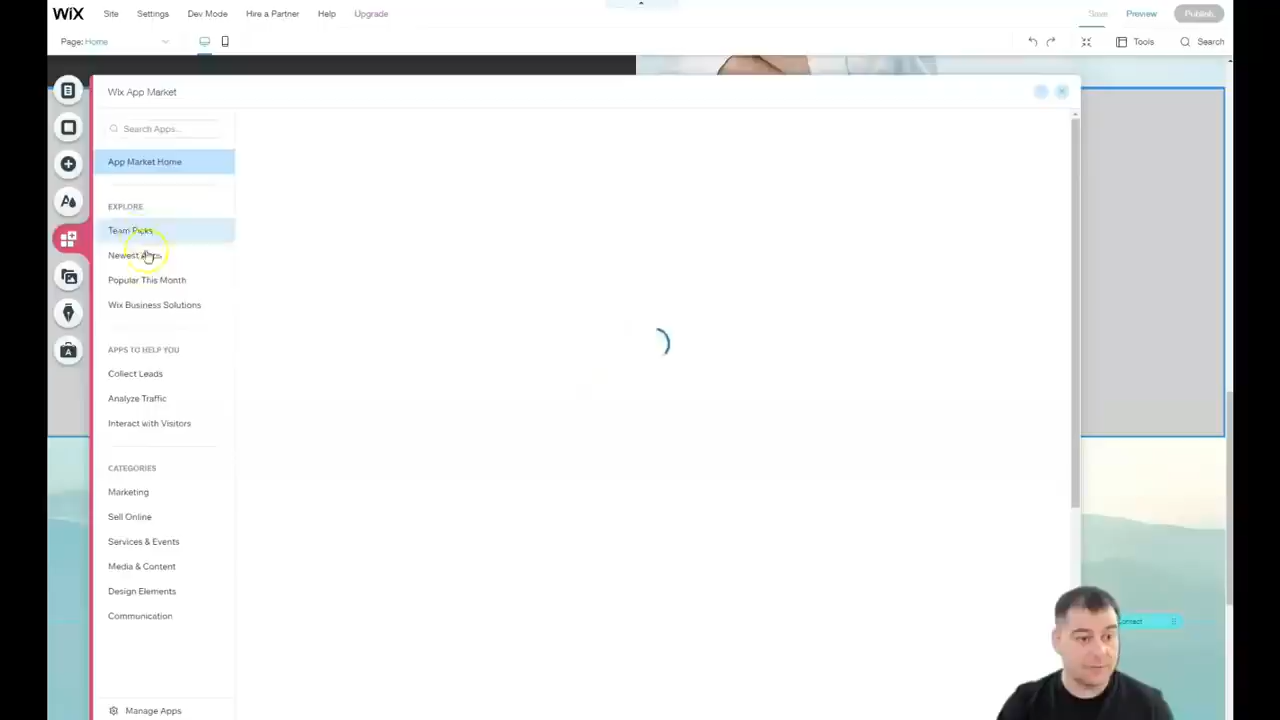 WiX Site Settings Dev Mode Hire a Partner Help Upgrade Save Preview Publish
Page: Home Tools Search
Wix App Market
Search Apps...
App Market Home
EXPLORE
Team Picks
Newest Apps
Popular This Month
Wix Business Solutions
APPS TO HELP YOU
Collect Leads
Analyze Traffic
Interact with Visitors
CATEGORIES
Marketing
Sell Online
Services & Events
Media & Content
Design Elements
Communication
Manage Apps